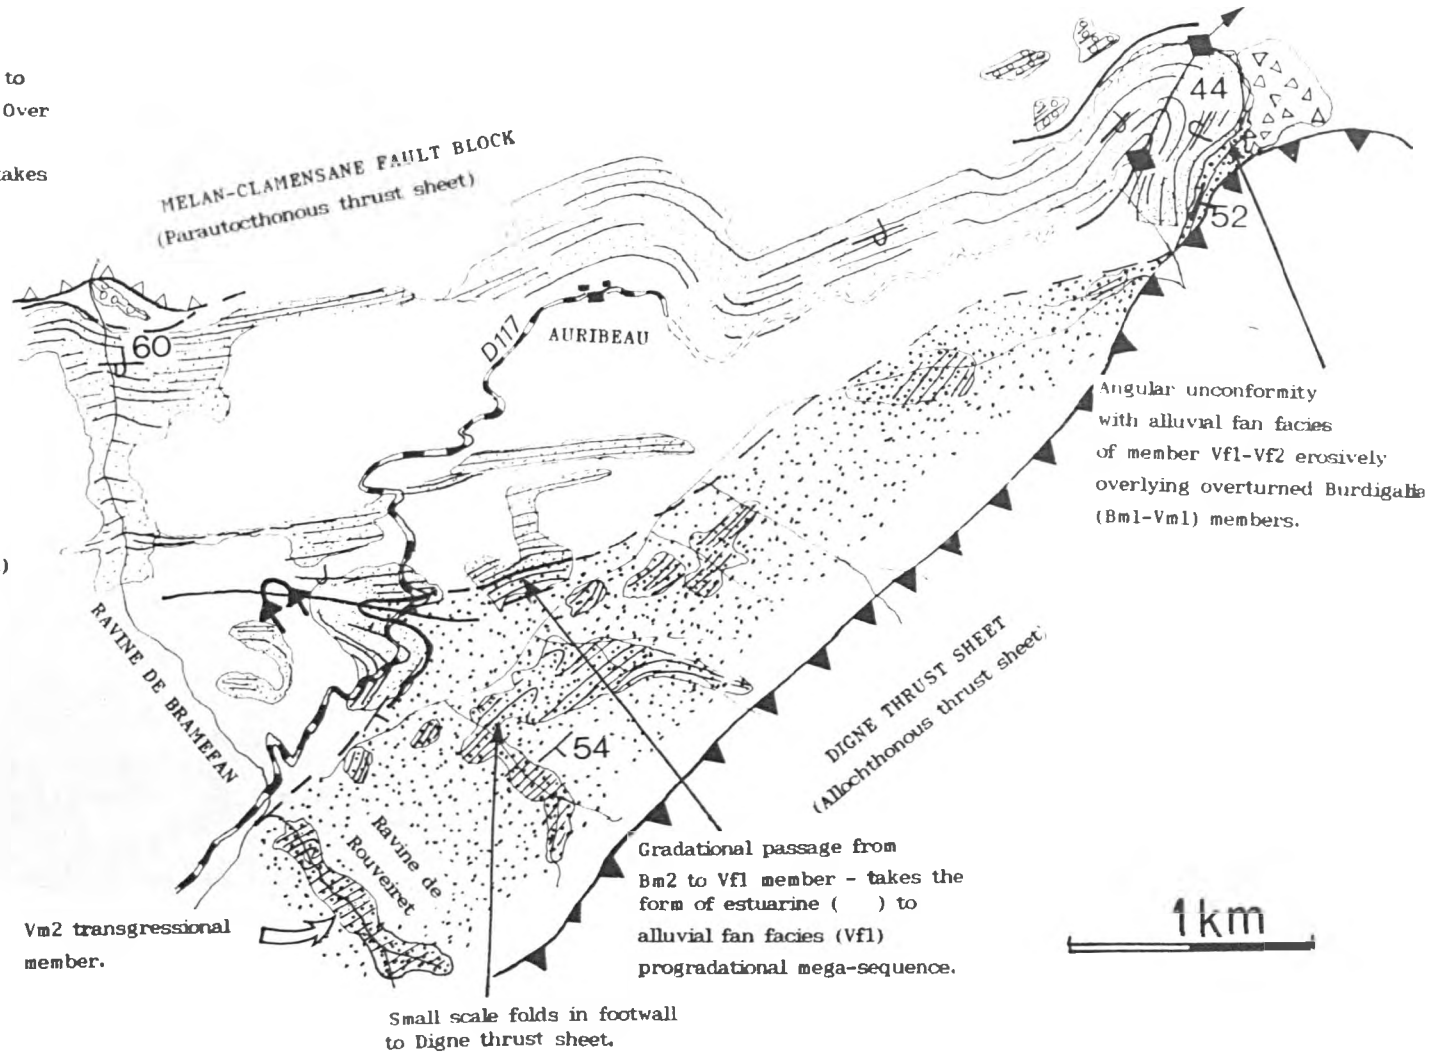 to
Over
takes
MELAN-CLAMENSANE FAULT BLOCK
(Parautocthonous thrust sheet)
44
52
60
D117
AURIBEAU
Angular unconformity
with alluvial fan facies
of member Vf1-Vf2 erosively
overlying overturned
(Bm1-Vm1) members.
)
RAVINE DE BRAMEFAN
DIGNE THRUST SHEET
(Allochthonous thrust sheet)
54
Ravine de
Rouveiret
Gradational passage from
Bm2 to Vf1 member - takes the
form of estuarine (    ) to
alluvial fan facies (Vf1)
progradational mega-sequence.
1km
Vm2 transgressional
member.
Small scale folds in footwall
to Digne thrust sheet.